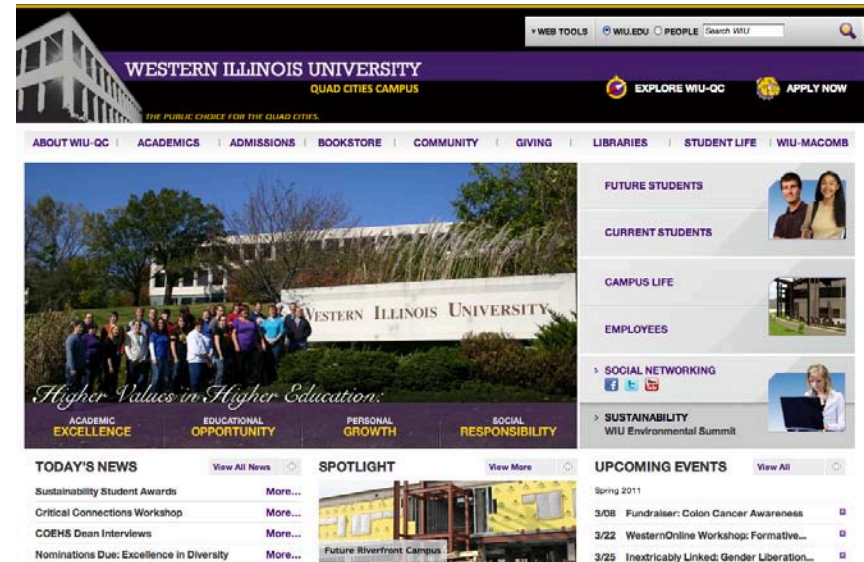 WEB TOOLS WIU.EDU PEOPLE Search WIU
WESTERN ILLINOIS UNIVERSITY
QUAD CITIES CAMPUS
THE PUBLIC CHOICE FOR THE QUAD CITIES.
EXPLORE WIU-QC APPLY NOW
ABOUT WIU-QC | ACADEMICS | ADMISSIONS | BOOKSTORE | COMMUNITY | GIVING | LIBRARIES | STUDENT LIFE | WIU-MACOMB
WESTERN ILLINOIS UNIVERSITY
Higher Values in Higher Education:
ACADEMIC
EXCELLENCE
EDUCATIONAL
OPPORTUNITY
PERSONAL
GROWTH
SOCIAL
RESPONSIBILITY
FUTURE STUDENTS
CURRENT STUDENTS
CAMPUS LIFE
EMPLOYEES
> SOCIAL NETWORKING
> SUSTAINABILITY
WIU Environmental Summit
TODAY'S NEWS View All News
Sustainability Student Awards More...
Critical Connections Workshop More...
COEHS Dean Interviews More...
Nominations Due: Excellence in Diversity More...
SPOTLIGHT View More
Future Riverfront Campus
UPCOMING EVENTS View All
Spring 2011
3/08 Fundraiser: Colon Cancer Awareness
3/22 WesternOnline Workshop: Formative...
3/25 Inextricably Linked: Gender Liberation...